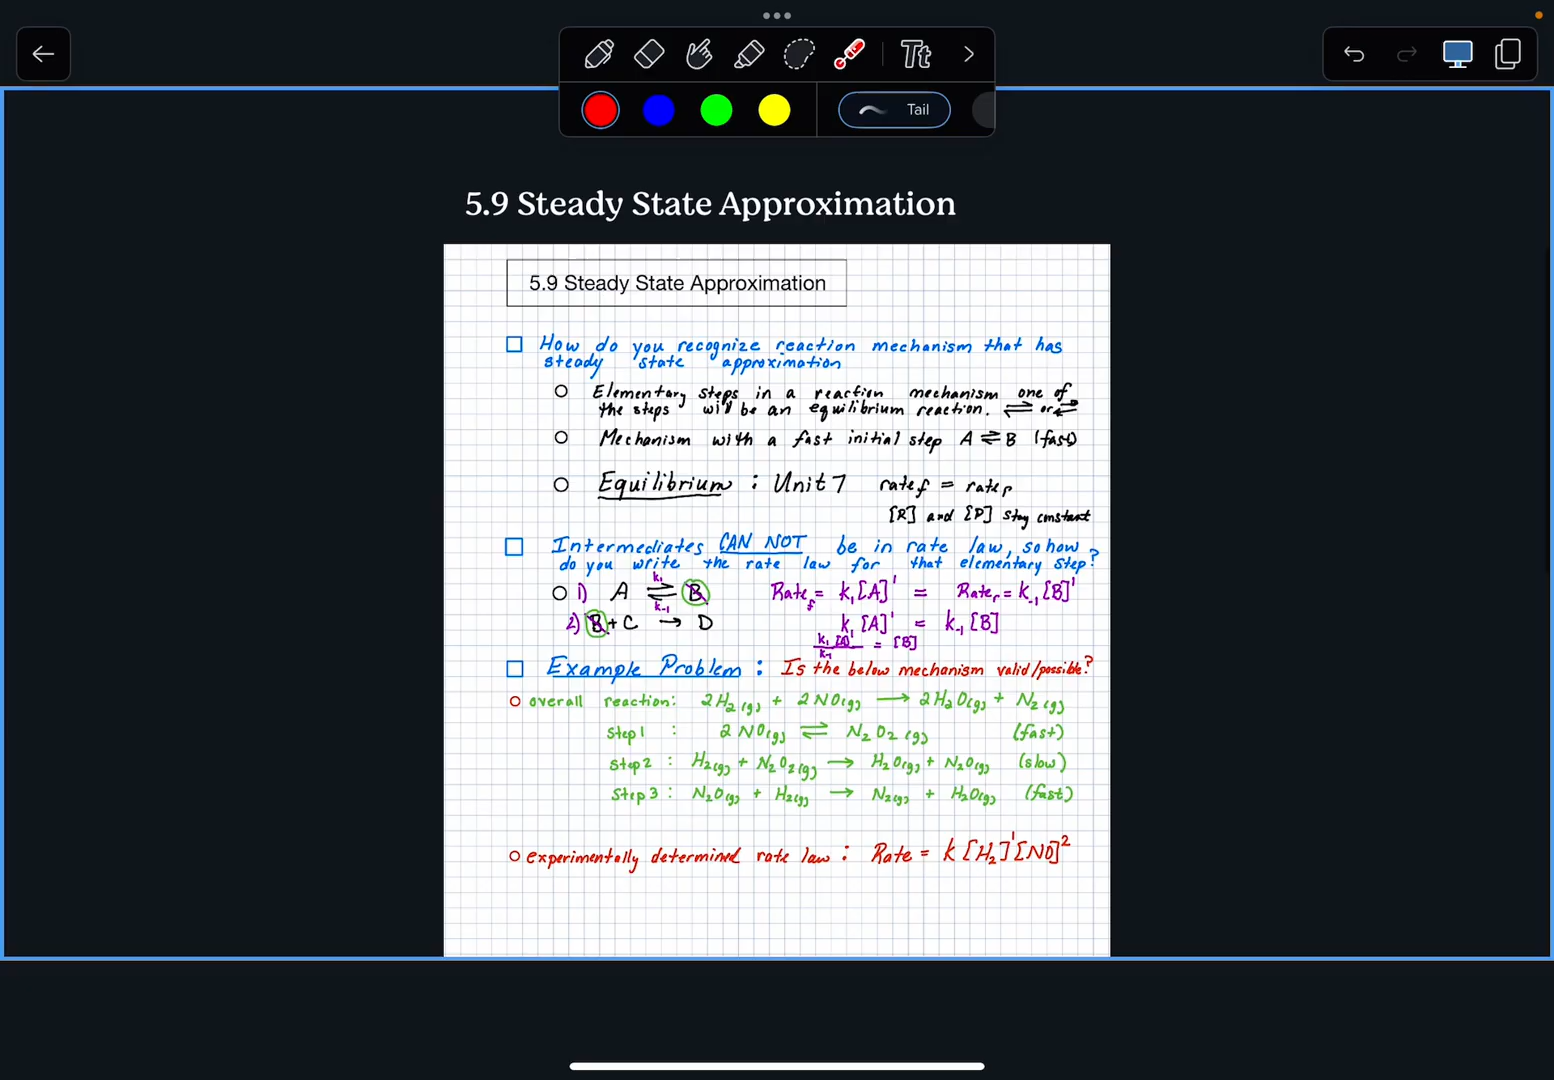 Tt
Tail
5.9 Steady State Approximation
5.9 Steady State Approximation
How do you recognize reaction mechanism that has
steady state approximation
Elementary steps in a reaction mechanism one of
the steps will be an equilibrium reaction. ⇌ or ⇌
Mechanism with a fast initial step A ⇌ B (fast)
Equilibrium : Unit 7 rate f = rate r
[R] and [P] stay constant
Intermediates CAN NOT be in rate law, so how
do you write the rate law for that elementary step?
1) A k₁ ⇌ k₋₁ B Rate f = k₁[A]¹ = Rate r = k₋₁[B]¹
2) B + C → D k₁[A]¹ = k₋₁[B]
k₁[A]¹/k₋₁ = [B]
Example Problem : Is the below mechanism valid/possible?
overall reaction: 2H₂(g) + 2NO(g) → 2H₂O(g) + N₂(g)
Step 1 : 2NO(g) ⇌ N₂O₂(g) (fast)
Step 2 : H₂(g) + N₂O₂(g) → H₂O(g) + N₂O(g) (slow)
Step 3 : N₂O(g) + H₂(g) → N₂(g) + H₂O(g) (fast)
experimentally determined rate law : Rate = k[H₂]¹[NO]²